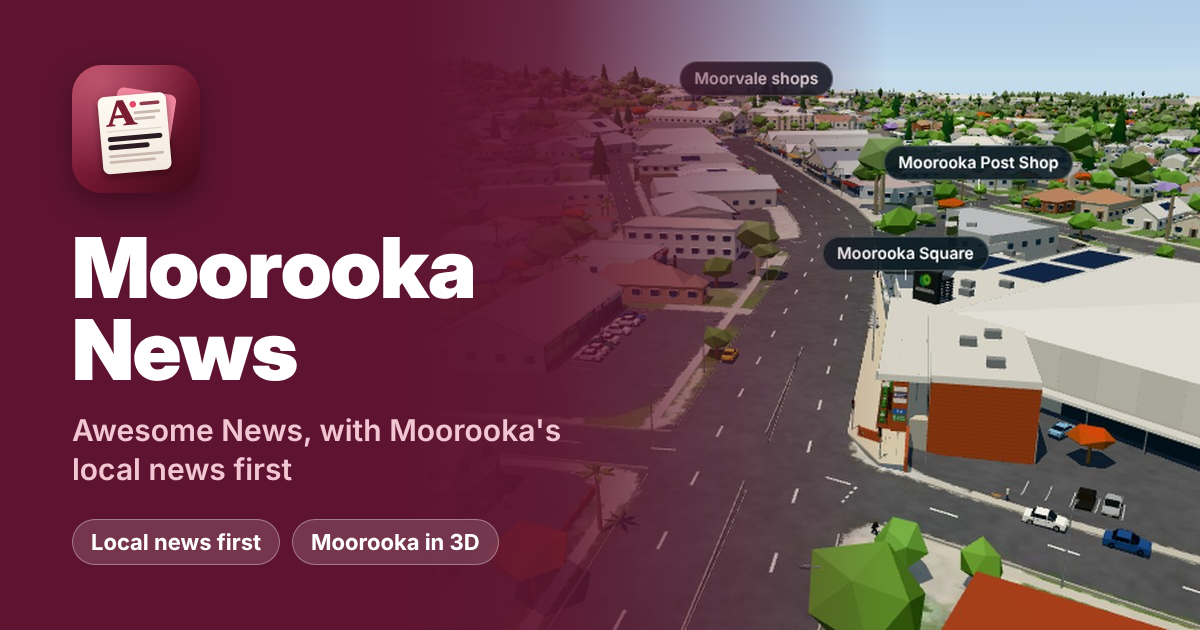 A
Moorooka
News
Awesome News, with Moorooka's
local news first
Local news first
Moorooka in 3D
Moorvale shops
Moorooka Post Shop
Moorooka Square